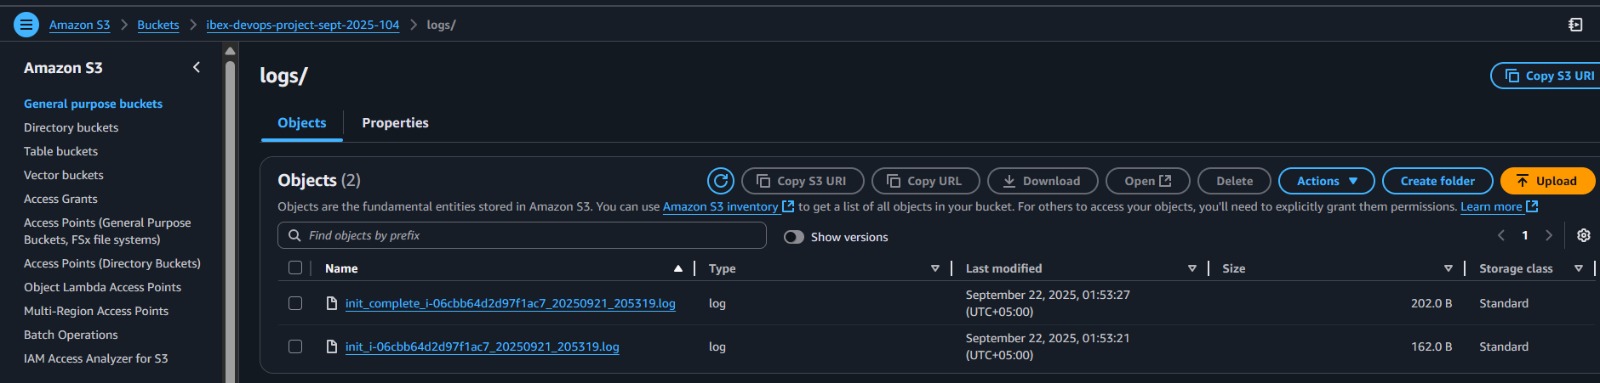 Amazon S3 > Buckets > ibex-devops-project-sept-2025-104 > logs/
Amazon S3
General purpose buckets
Directory buckets
Table buckets
Vector buckets
Access Grants
Access Points (General Purpose
Buckets, FSx file systems)
Access Points (Directory Buckets)
Object Lambda Access Points
Multi-Region Access Points
Batch Operations
IAM Access Analyzer for S3
logs/
Copy S3 URI
Objects
Properties
Objects (2)
Copy S3 URI
Copy URL
Download
Open
Delete
Actions
Create folder
Upload
Objects are the fundamental entities stored in Amazon S3. You can use Amazon S3 inventory to get a list of all objects in your bucket. For others to access your objects, you'll need to explicitly grant them permissions. Learn more
Find objects by prefix
Show versions
1
Name Type Last modified Size Storage class
init_complete_i-06cbb64d2d97f1ac7_20250921_205319.log log September 22, 2025, 01:53:27 202.0 B Standard
(UTC+05:00)
init_i-06cbb64d2d97f1ac7_20250921_205319.log log September 22, 2025, 01:53:21 162.0 B Standard
(UTC+05:00)